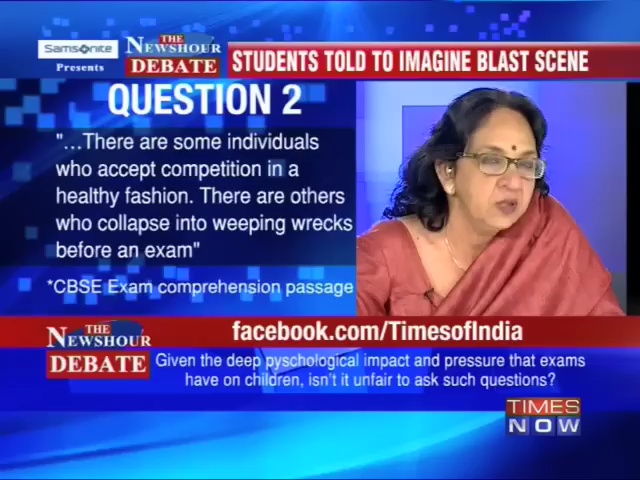 Samsonite
Presents
THE
NEWSHOUR
DEBATE
STUDENTS TOLD TO IMAGINE BLAST SCENE
QUESTION 2
"...There are some individuals
who accept competition in a
healthy fashion. There are others
who collapse into weeping wrecks
before an exam"
*CBSE Exam comprehension passage
THE
NEWSHOUR
DEBATE
facebook.com/TimesofIndia
Given the deep pyschological impact and pressure that exams
have on children, isn't it unfair to ask such questions?
TIMES
NOW